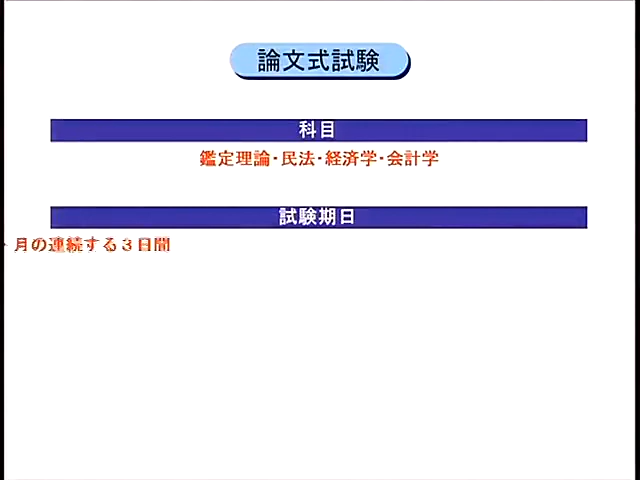 論文式試験
科目
鑑定理論・民法・経済学・会計学
試験期日
月の連続する３日間